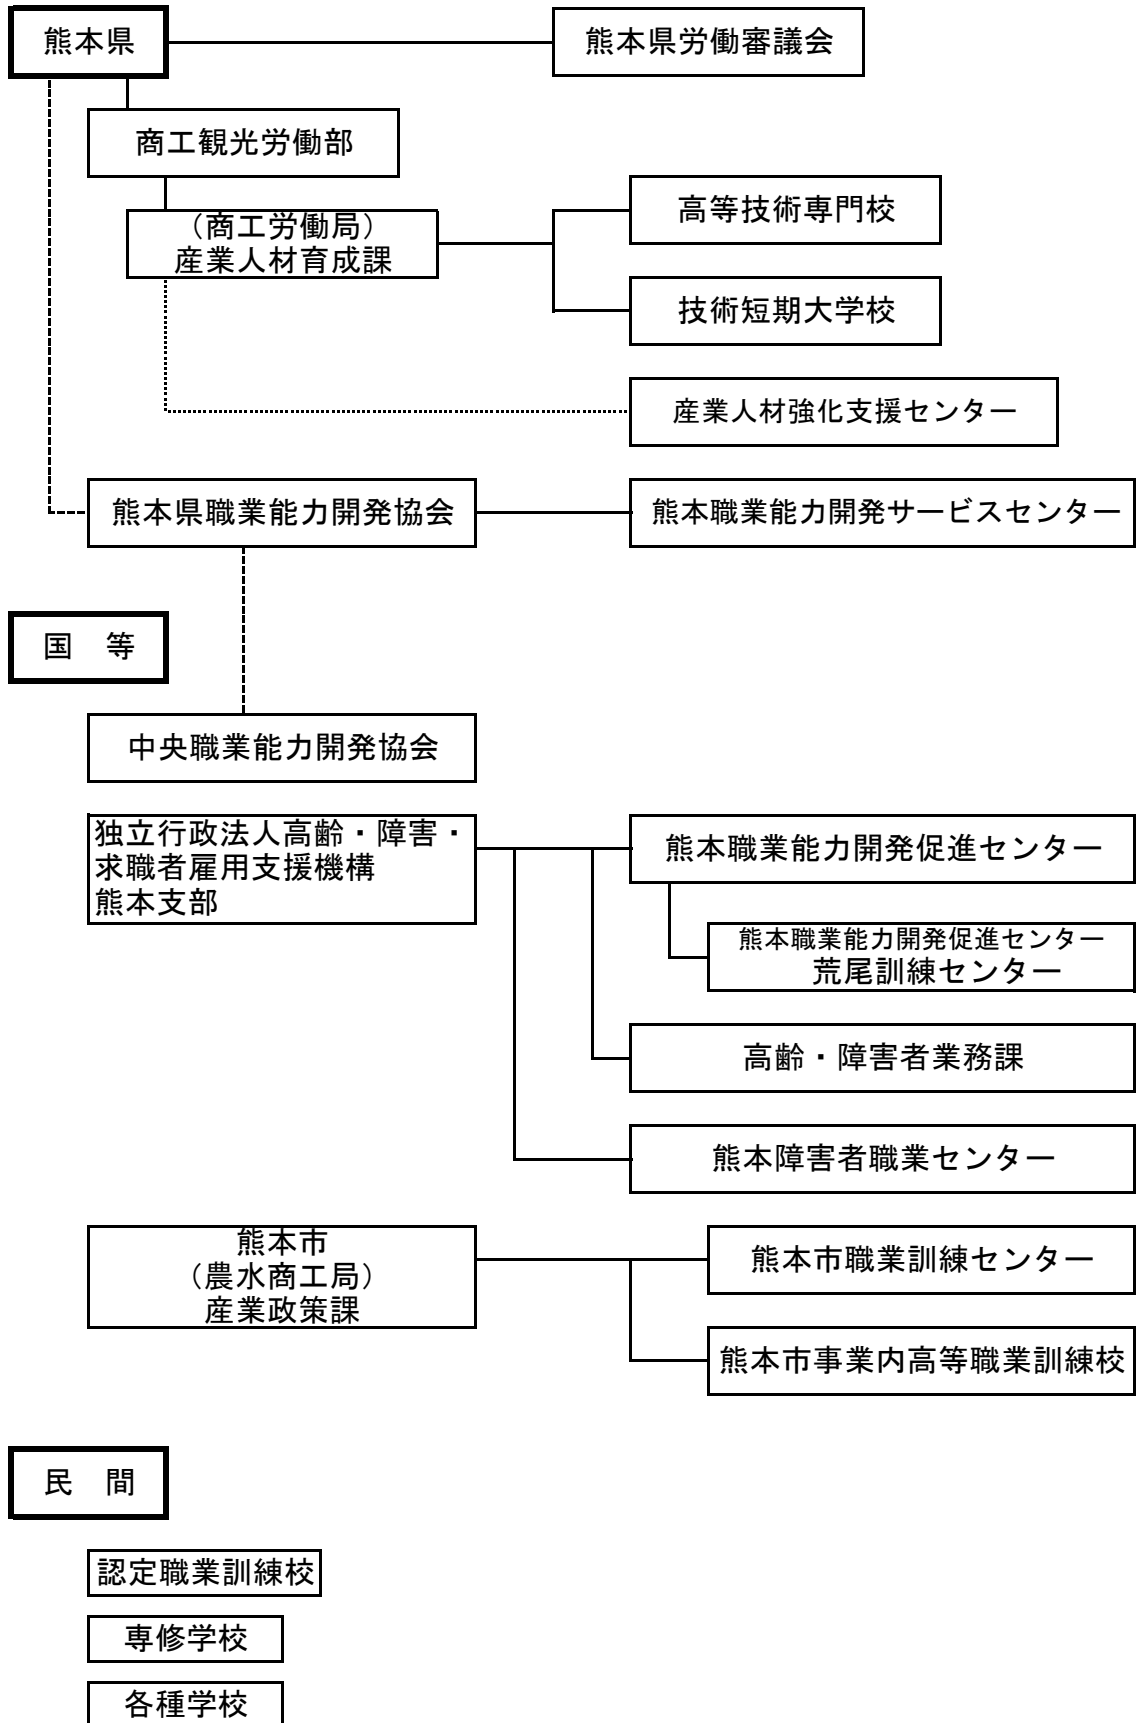 熊本県
熊本県労働審議会
商工観光労働部
（商工労働局）
産業人材育成課
高等技術専門校
技術短期大学校
産業人材強化支援センター
熊本県職業能力開発協会
熊本職業能力開発サービスセンター
国　等
中央職業能力開発協会
独立行政法人高齢・障害・
求職者雇用支援機構
熊本支部
熊本職業能力開発促進センター
熊本職業能力開発促進センター
荒尾訓練センター
高齢・障害者業務課
熊本障害者職業センター
熊本市
（農水商工局）
産業政策課
熊本市職業訓練センター
熊本市事業内高等職業訓練校
民　間
認定職業訓練校
専修学校
各種学校